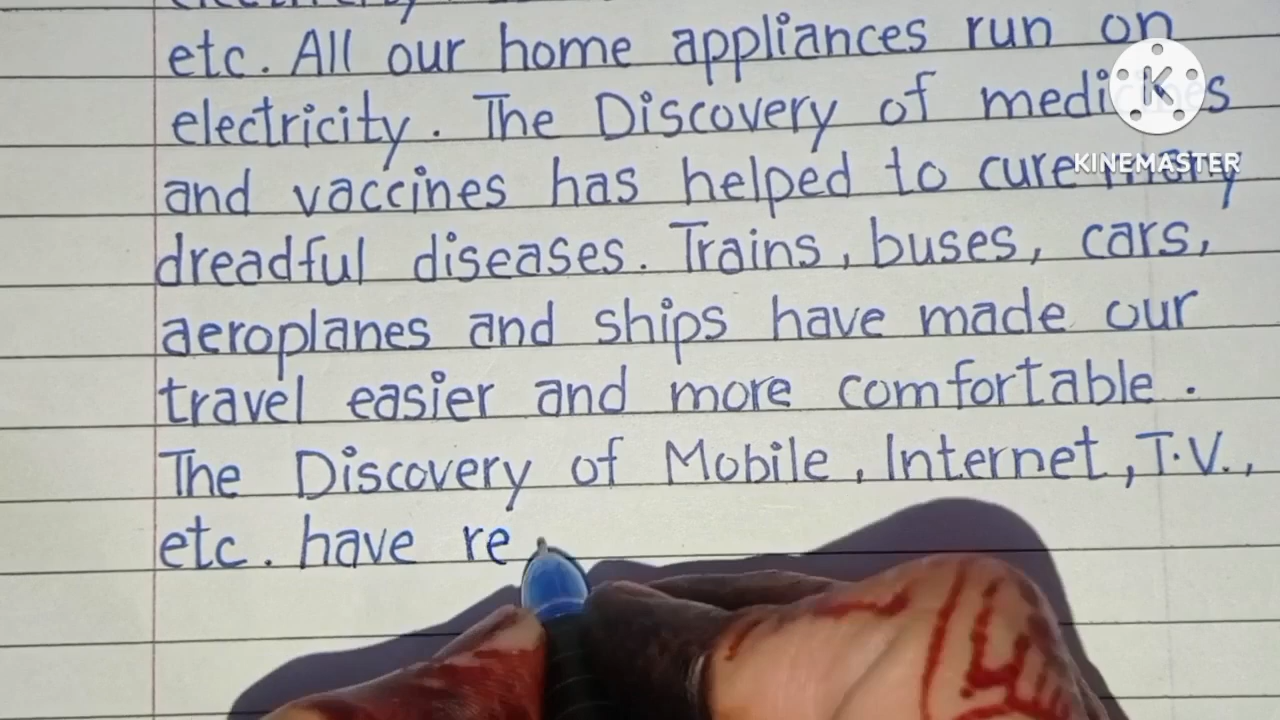 etc. All our home appliances run on
electricity. The Discovery of medicines
and vaccines has helped to cure many
dreadful diseases. Trains, buses, cars,
aeroplanes and ships have made our
travel easier and more comfortable.
The Discovery of Mobile, Internet, T.V.,
etc. have re
K
KINEMASTER